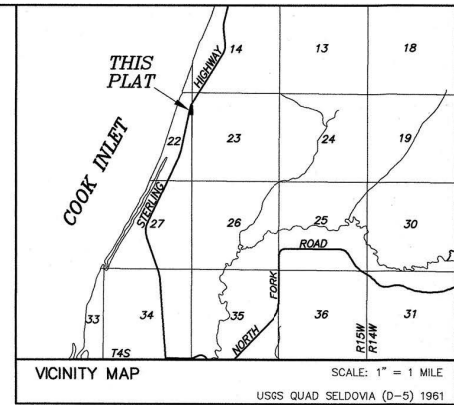 THIS
PLAT
COOK INLET
STERLING
HIGHWAY
14
13
18
22
23
24
19
27
26
25
30
ROAD
33
34
35
FORK
36
31
NORTH
T4S
R15W
R14W
VICINITY MAP
SCALE: 1" = 1 MILE
USGS QUAD SELDOVIA (D-5) 1961